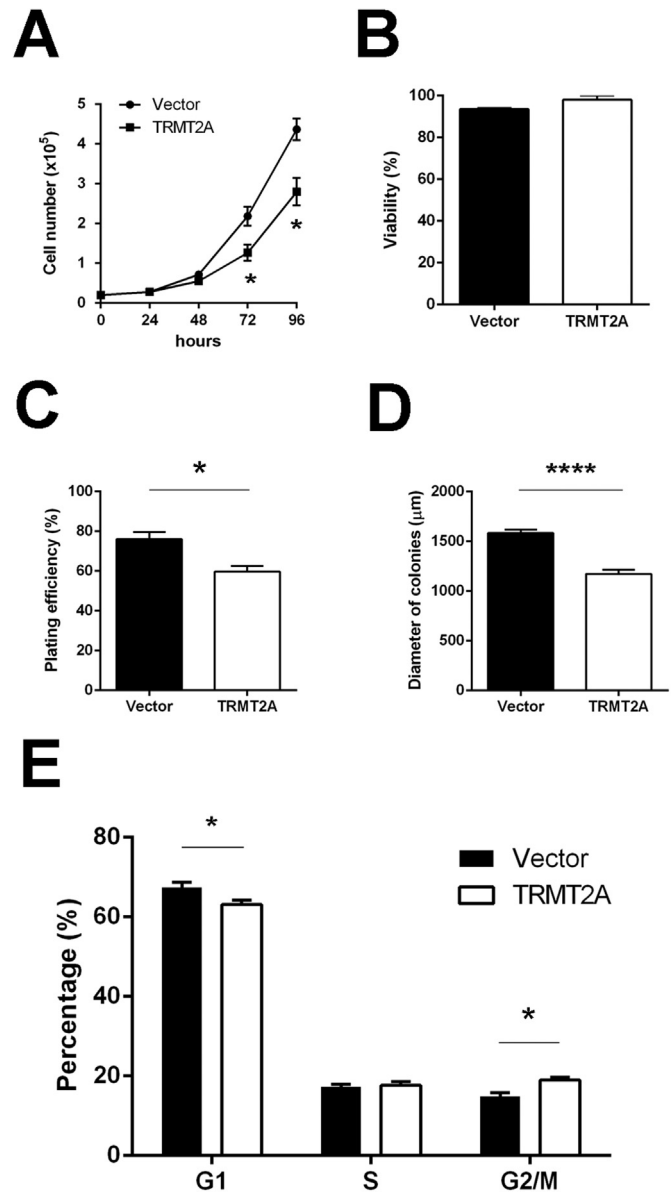 A
Vector
TRMT2A
Cell number (x10⁵)
5
4
3
2
1
0
*
*
0 24 48 72 96
hours
B
Viability (%)
100
80
60
40
20
0
Vector TRMT2A
C
*
Plating efficiency (%)
100
80
60
40
20
0
Vector TRMT2A
D
****
Diameter of colonies (μm)
2000
1500
1000
500
0
Vector TRMT2A
E
Percentage (%)
80
60
40
20
0
*
*
Vector
TRMT2A
G1 S G2/M